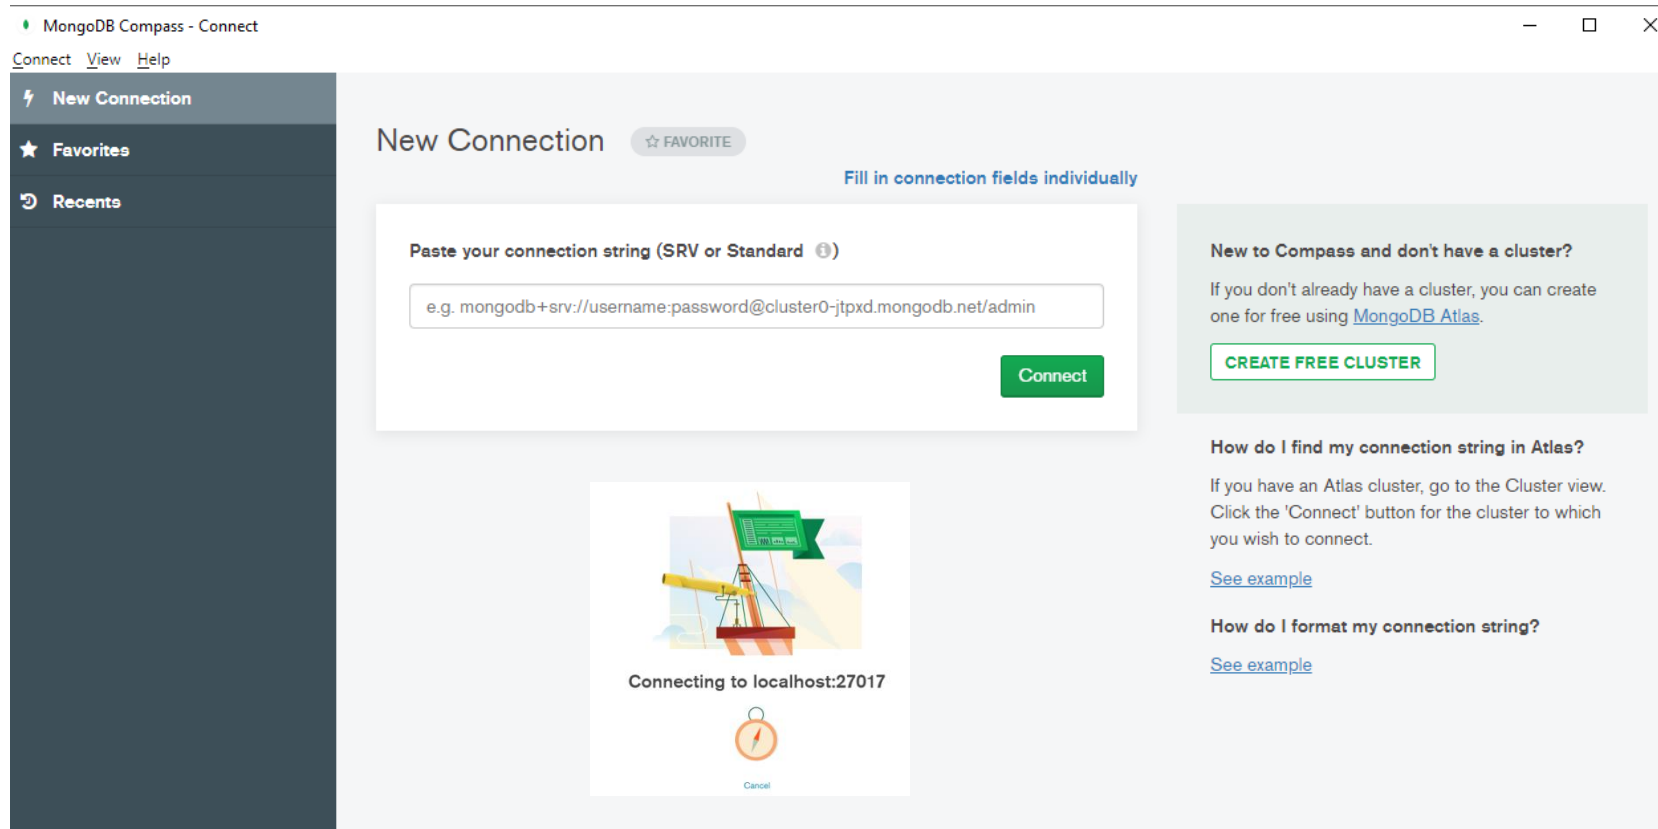 MongoDB Compass - Connect
Connect View Help
New Connection
Favorites
Recents
New Connection
FAVORITE
Fill in connection fields individually
Paste your connection string (SRV or Standard )
e.g. mongodb+srv://username:password@cluster0-jtpxd.mongodb.net/admin
Connect
Connecting to localhost:27017
Cancel
New to Compass and don't have a cluster?
If you don't already have a cluster, you can create
one for free using MongoDB Atlas.
CREATE FREE CLUSTER
How do I find my connection string in Atlas?
If you have an Atlas cluster, go to the Cluster view.
Click the 'Connect' button for the cluster to which
you wish to connect.
See example
How do I format my connection string?
See example